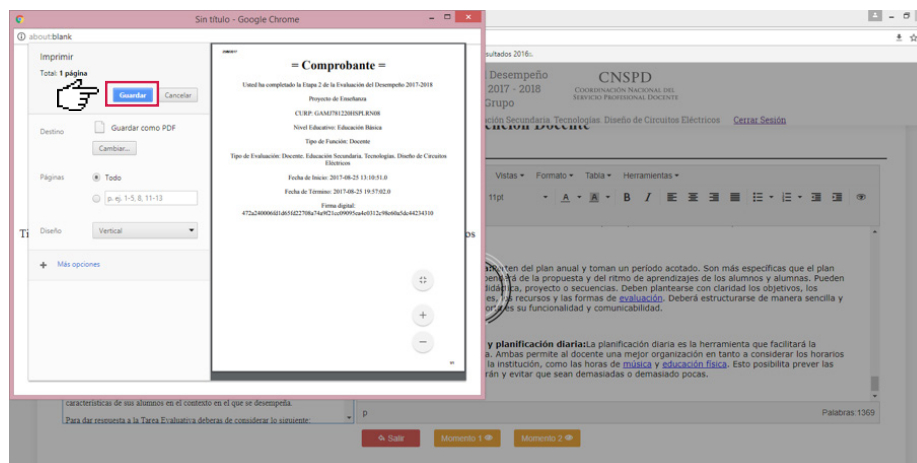 Sin título - Google Chrome
about:blank
Imprimir
Total: 1 página
Guardar
Cancelar
Destino
Guardar como PDF
Cambiar...
Páginas
Todo
p. ej. 1-5, 8, 11-13
Diseño
Vertical
+ Más opciones
= Comprobante =
Usted ha completado la Etapa 2 de la Evaluación del Desempeño 2017-2018
Proyecto de Enseñanza
CURP: GAMJ781220HSPLRN08
Nivel Educativo: Educación Básica
Tipo de Función: Docente
Tipo de Evaluación: Docente. Educación Secundaria. Tecnologías. Diseño de Circuitos
Eléctricos
Fecha de Inicio: 2017-08-25 13:10:51.0
Fecha de Término: 2017-08-25 19:57:02.0
Firma digital:
sultados 2016:.
Desempeño
2017 - 2018
Grupo
CNSPD
Coordinación Nacional del
Servicio Profesional Docente
ción Secundaria. Tecnologías. Diseño de Circuitos Eléctricos
Cerrar Sesión
ención Docente
Vistas
Formato
Tabla
Herramientas
11pt
A
A
B
I
Ti
os
del plan anual y toman un período acotado. Son más específicas que el plan
de la propuesta y del ritmo de aprendizajes de los alumnos y alumnas. Pueden
proyecto o secuencias. Deben plantearse con claridad los objetivos, los
recursos y las formas de evaluación. Deberá estructurarse de manera sencilla y
es su funcionalidad y comunicabilidad.
y planificación diaria:La planificación diaria es la herramienta que facilitará la
a. Ambas permite al docente una mejor organización en tanto a considerar los horarios
la institución, como las horas de música y educación física. Esto posibilita prever las
rán y evitar que sean demasiadas o demasiado pocas.
características de sus alumnos en el contexto en el que se desempeña.
Para dar respuesta a la Tarea Evaluativa deberas de considerar lo siguiente:
p
Palabras: 1369
Salir
Momento 1
Momento 2